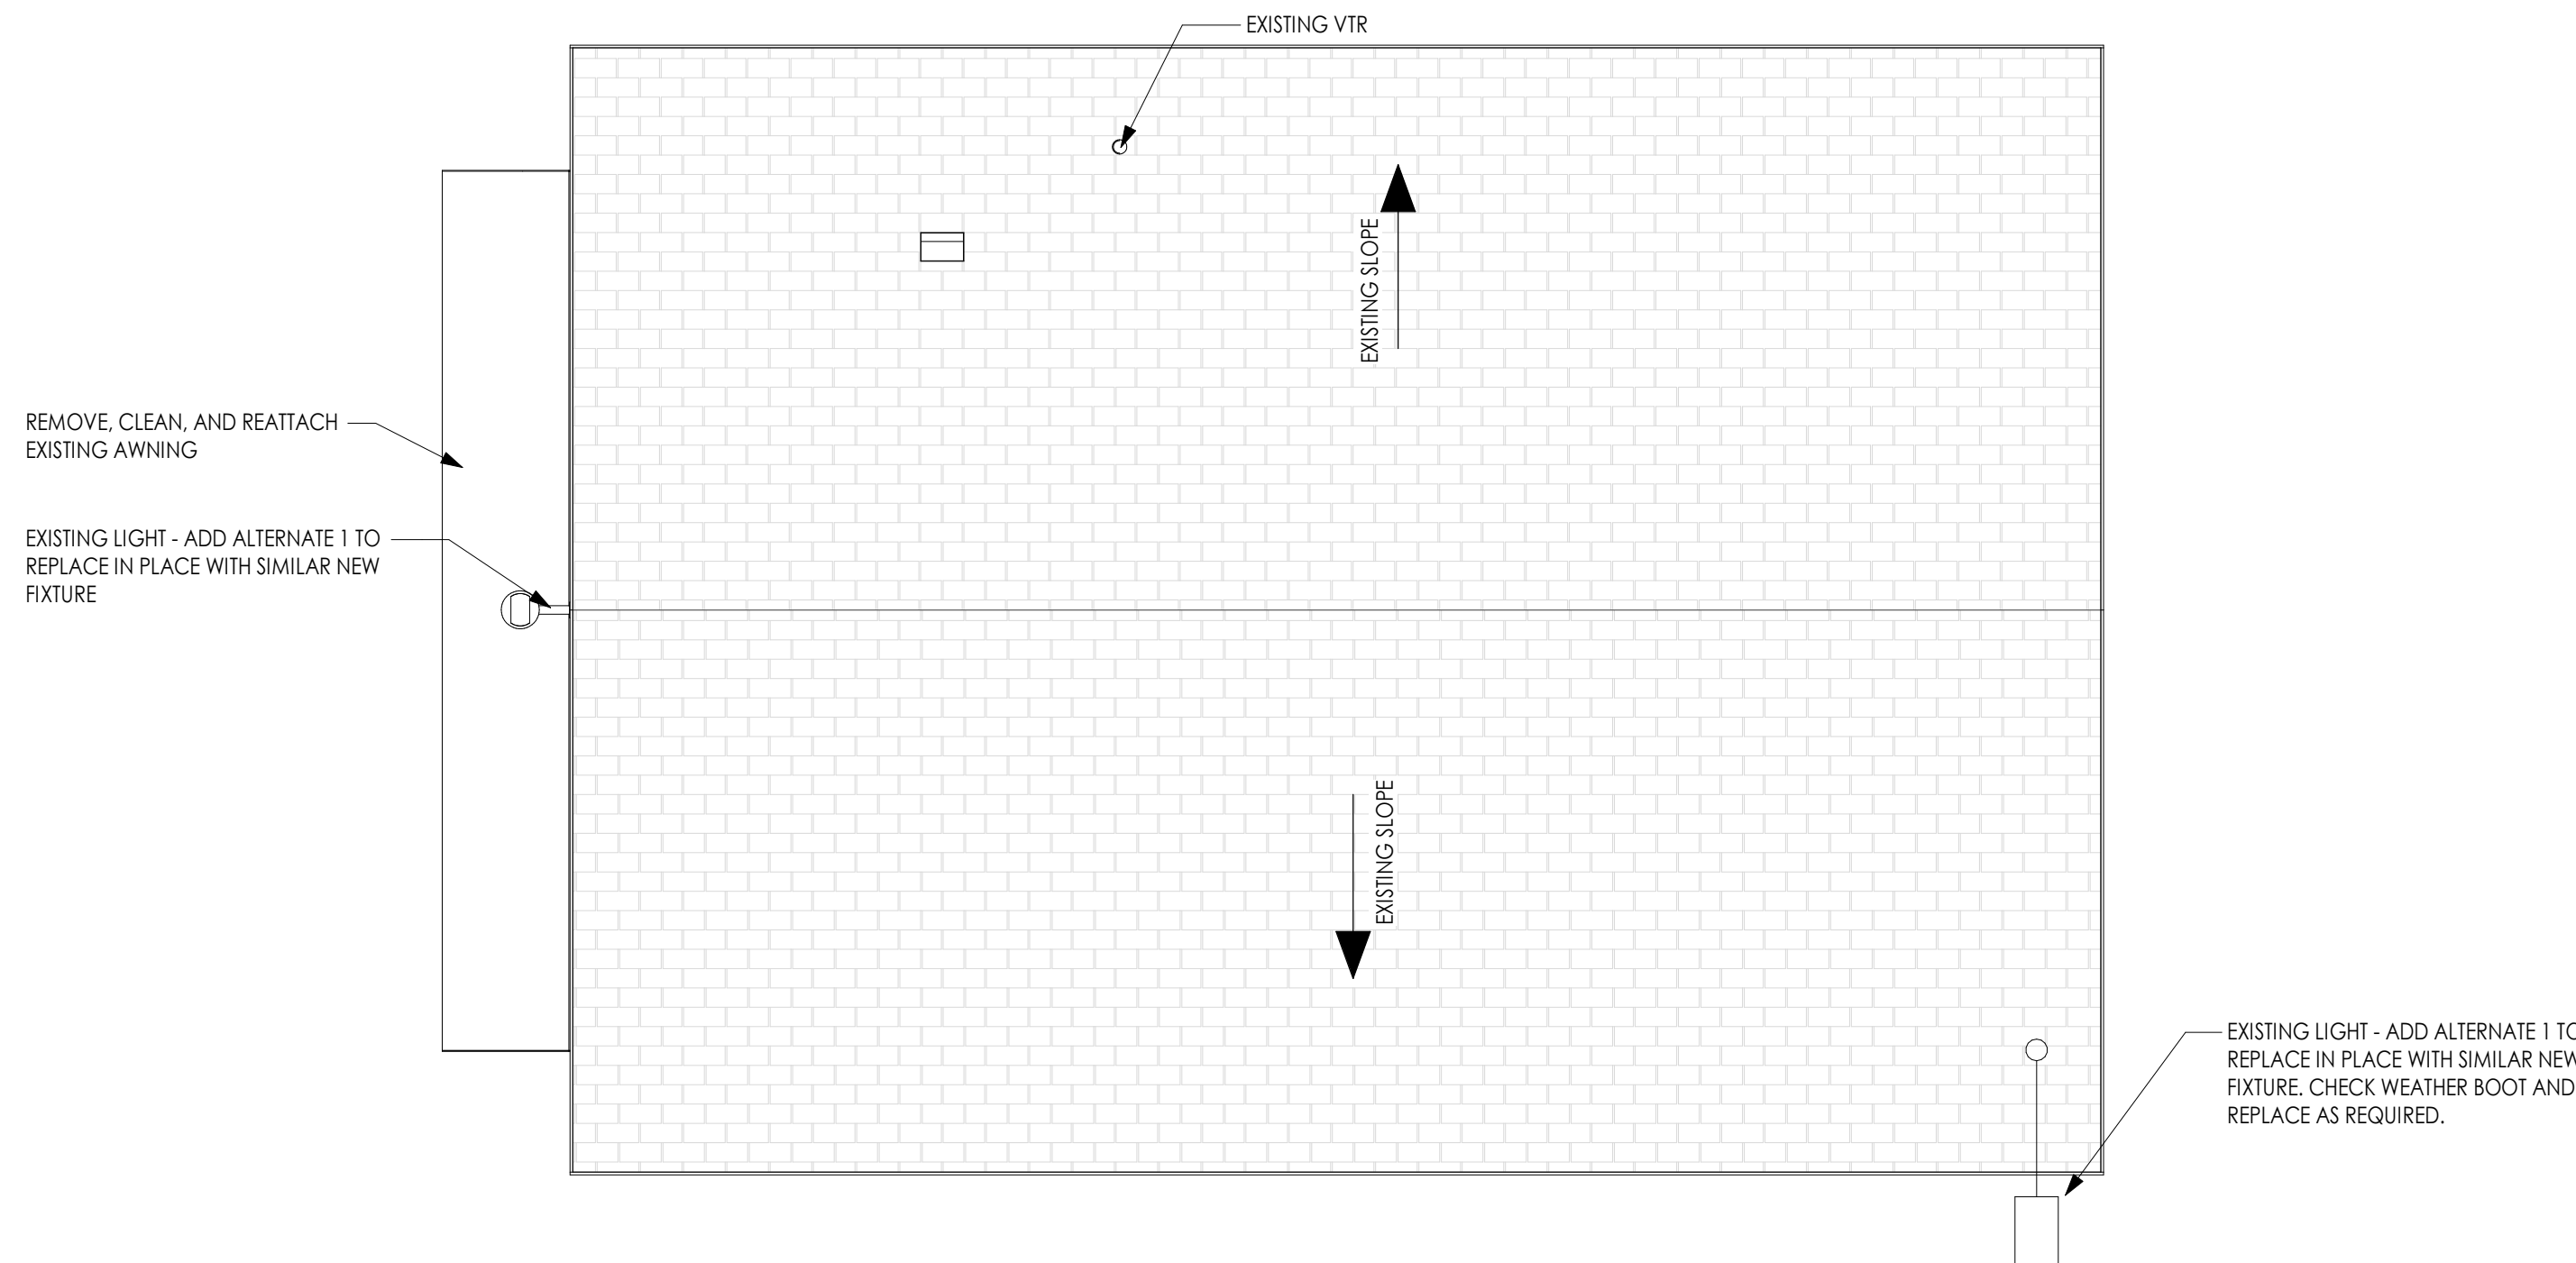 EXISTING VTR
EXISTING SLOPE
REMOVE, CLEAN, AND REATTACH
EXISTING AWNING
EXISTING LIGHT - ADD ALTERNATE 1 TO
REPLACE IN PLACE WITH SIMILAR NEW
FIXTURE
EXISTING SLOPE
EXISTING LIGHT - ADD ALTERNATE 1 TO
REPLACE IN PLACE WITH SIMILAR NEW
FIXTURE. CHECK WEATHER BOOT AND
REPLACE AS REQUIRED.